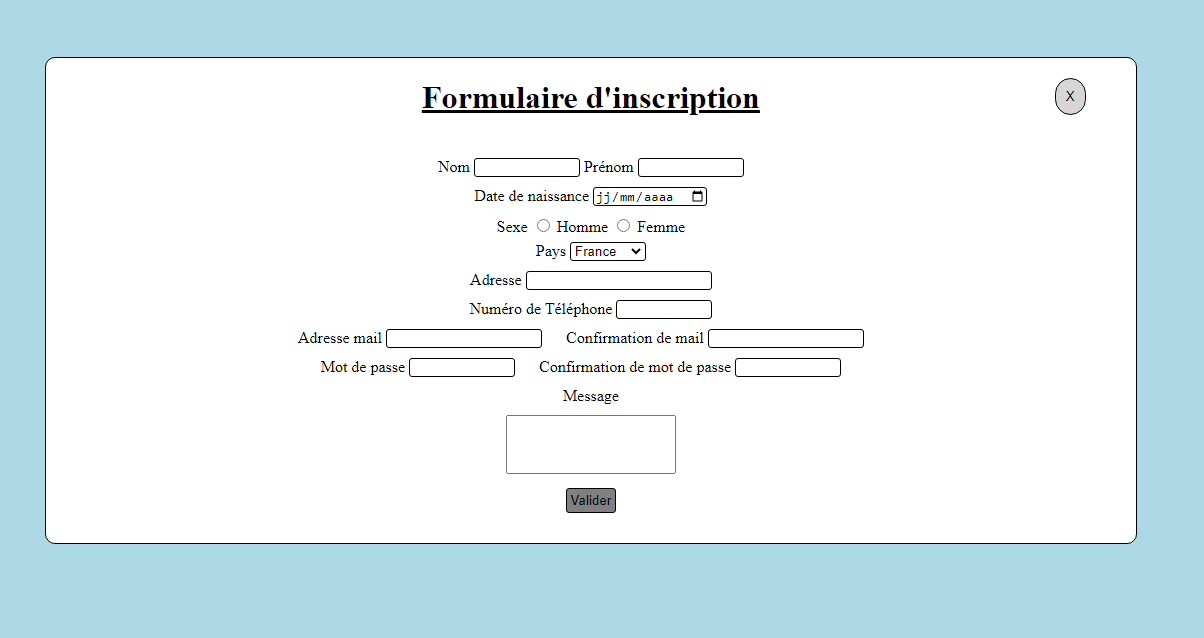 Formulaire d'inscription
X
Nom Prénom
Date de naissance jj/mm/aaaa
Sexe Homme Femme
Pays France
Adresse
Numéro de Téléphone
Adresse mail Confirmation de mail
Mot de passe Confirmation de mot de passe
Message
Valider